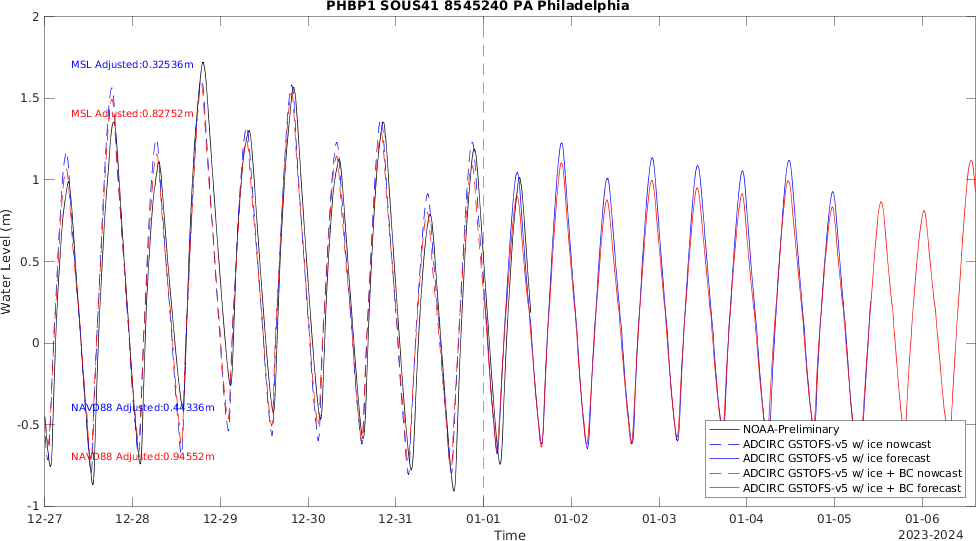 PHBP1 SOUS41 8545240 PA Philadelphia
2
MSL Adjusted:0.32536m
1.5
MSL Adjusted:0.82752m
1
Water Level (m)
0.5
0
NAVD88 Adjusted:0.44336m
-0.5
NAVD88 Adjusted:0.94552m
NOAA-Preliminary
ADCIRC GSTOFS-v5 w/ ice nowcast
ADCIRC GSTOFS-v5 w/ ice forecast
ADCIRC GSTOFS-v5 w/ ice + BC nowcast
ADCIRC GSTOFS-v5 w/ ice + BC forecast
-1
12-27 12-28 12-29 12-30 12-31 01-01 01-02 01-03 01-04 01-05 01-06
Time
2023-2024